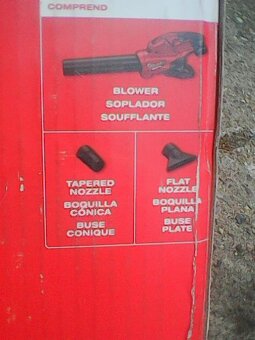 COMPREND
BLOWER
SOPLADOR
SOUFFLANTE
TAPERED
NOZZLE
BOQUILLA
CÓNICA
BUSE
CONIQUE
FLAT
NOZZLE
BOQUILLA
PLANA
BUSE
PLATE